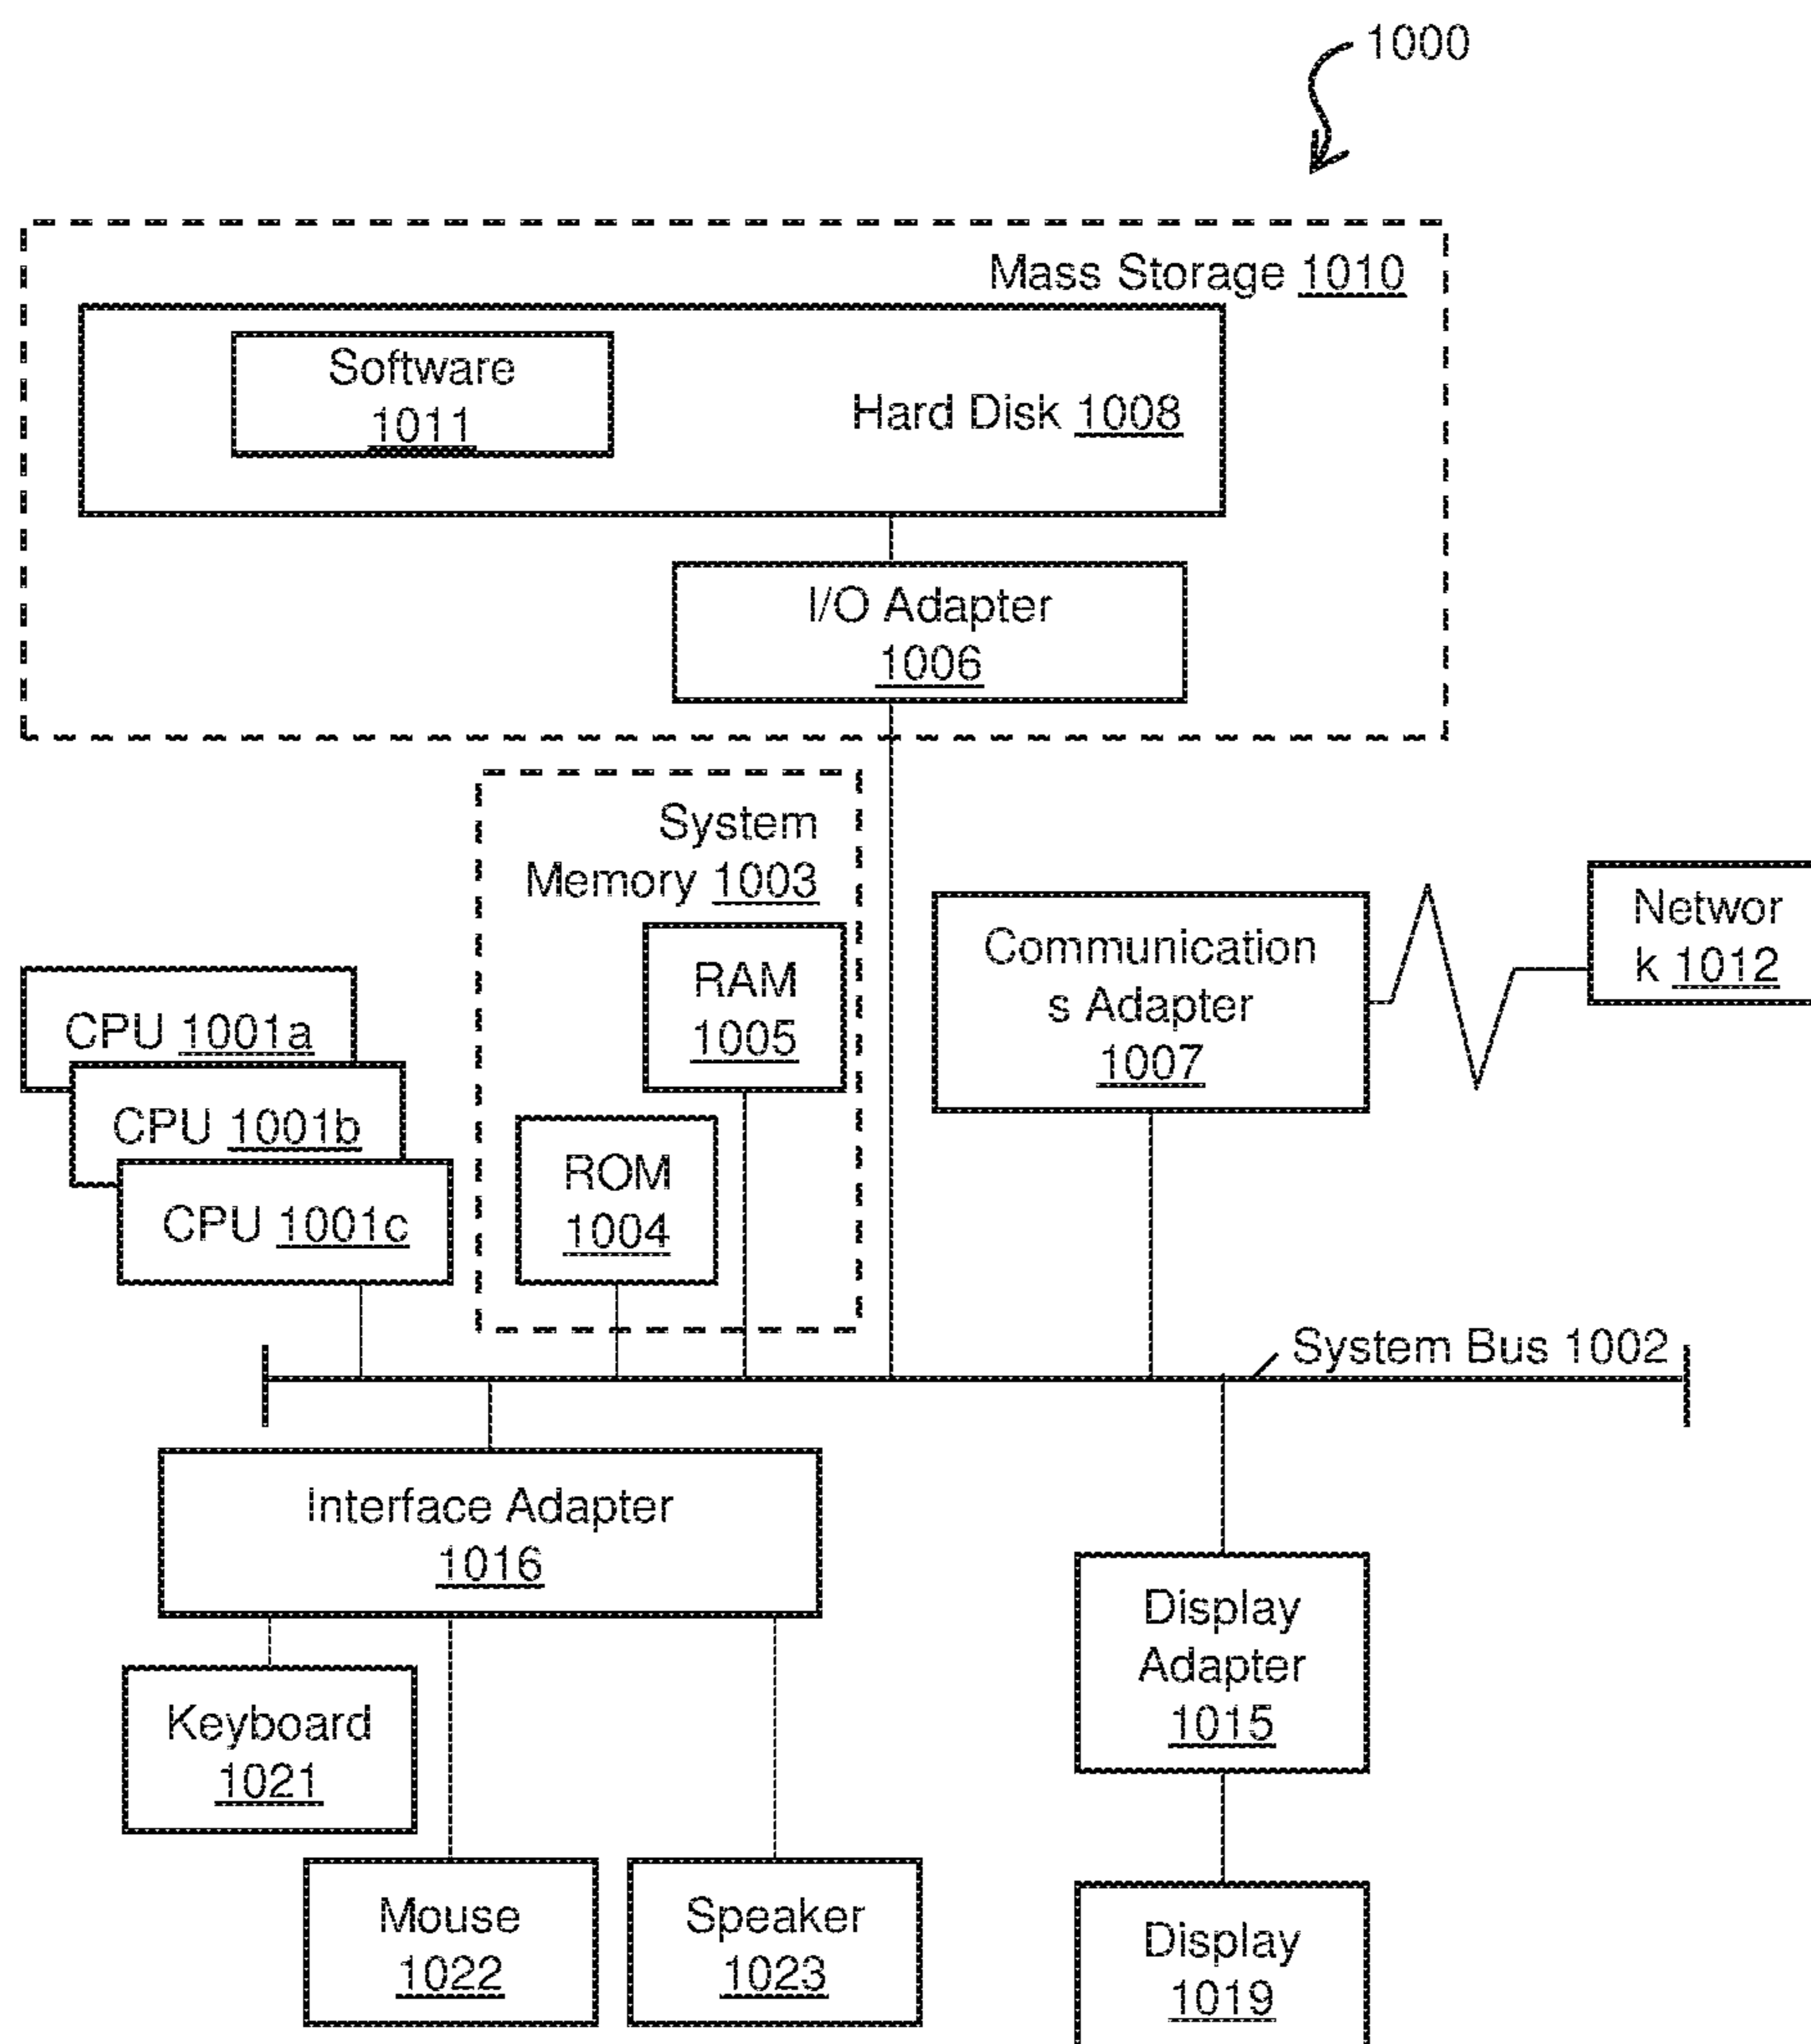 1000
Mass Storage 1010
Software
1011
Hard Disk 1008
I/O Adapter
1006
System
Memory 1003
RAM
1005
ROM
1004
CPU 1001a
CPU 1001b
CPU 1001c
Communication
s Adapter
1007
Networ
k 1012
System Bus 1002
Interface Adapter
1016
Keyboard
1021
Mouse
1022
Speaker
1023
Display
Adapter
1015
Display
1019